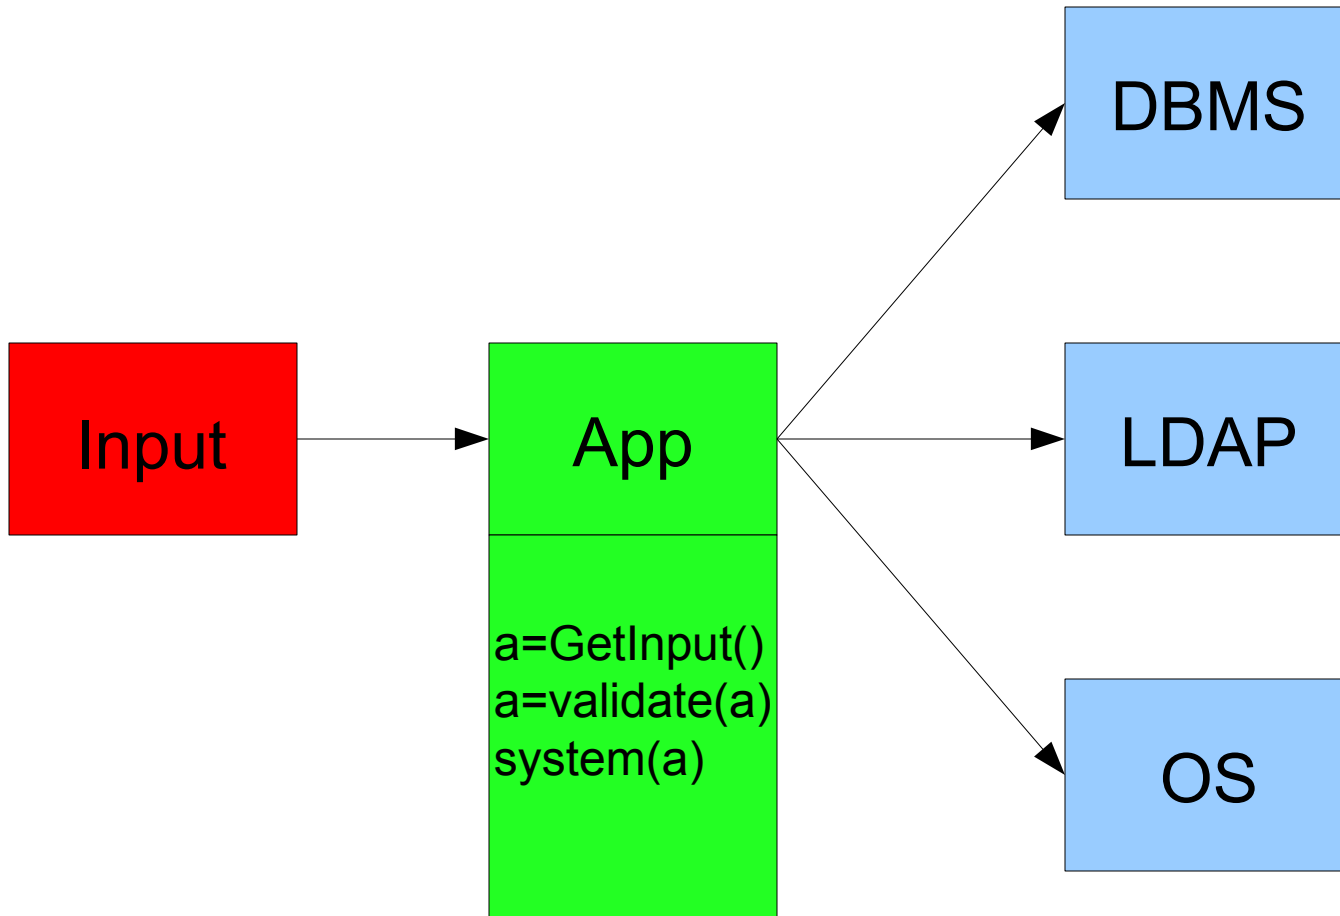 DBMS
Input
App
LDAP
a=GetInput()
a=validate(a)
system(a)
OS